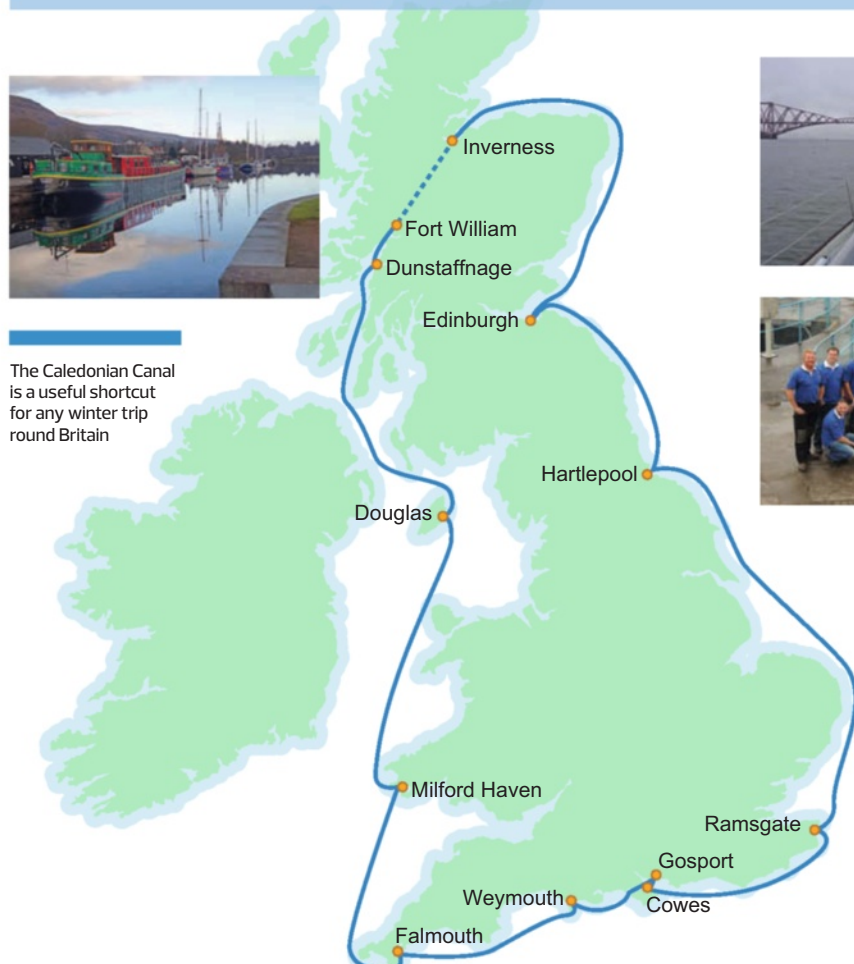 Inverness
Fort William
Dunstaffnage
Edinburgh
The Caledonian Canal
is a useful shortcut
for any winter trip
round Britain
Hartlepool
Douglas
Milford Haven
Ramsgate
Gosport
Weymouth
Cowes
Falmouth